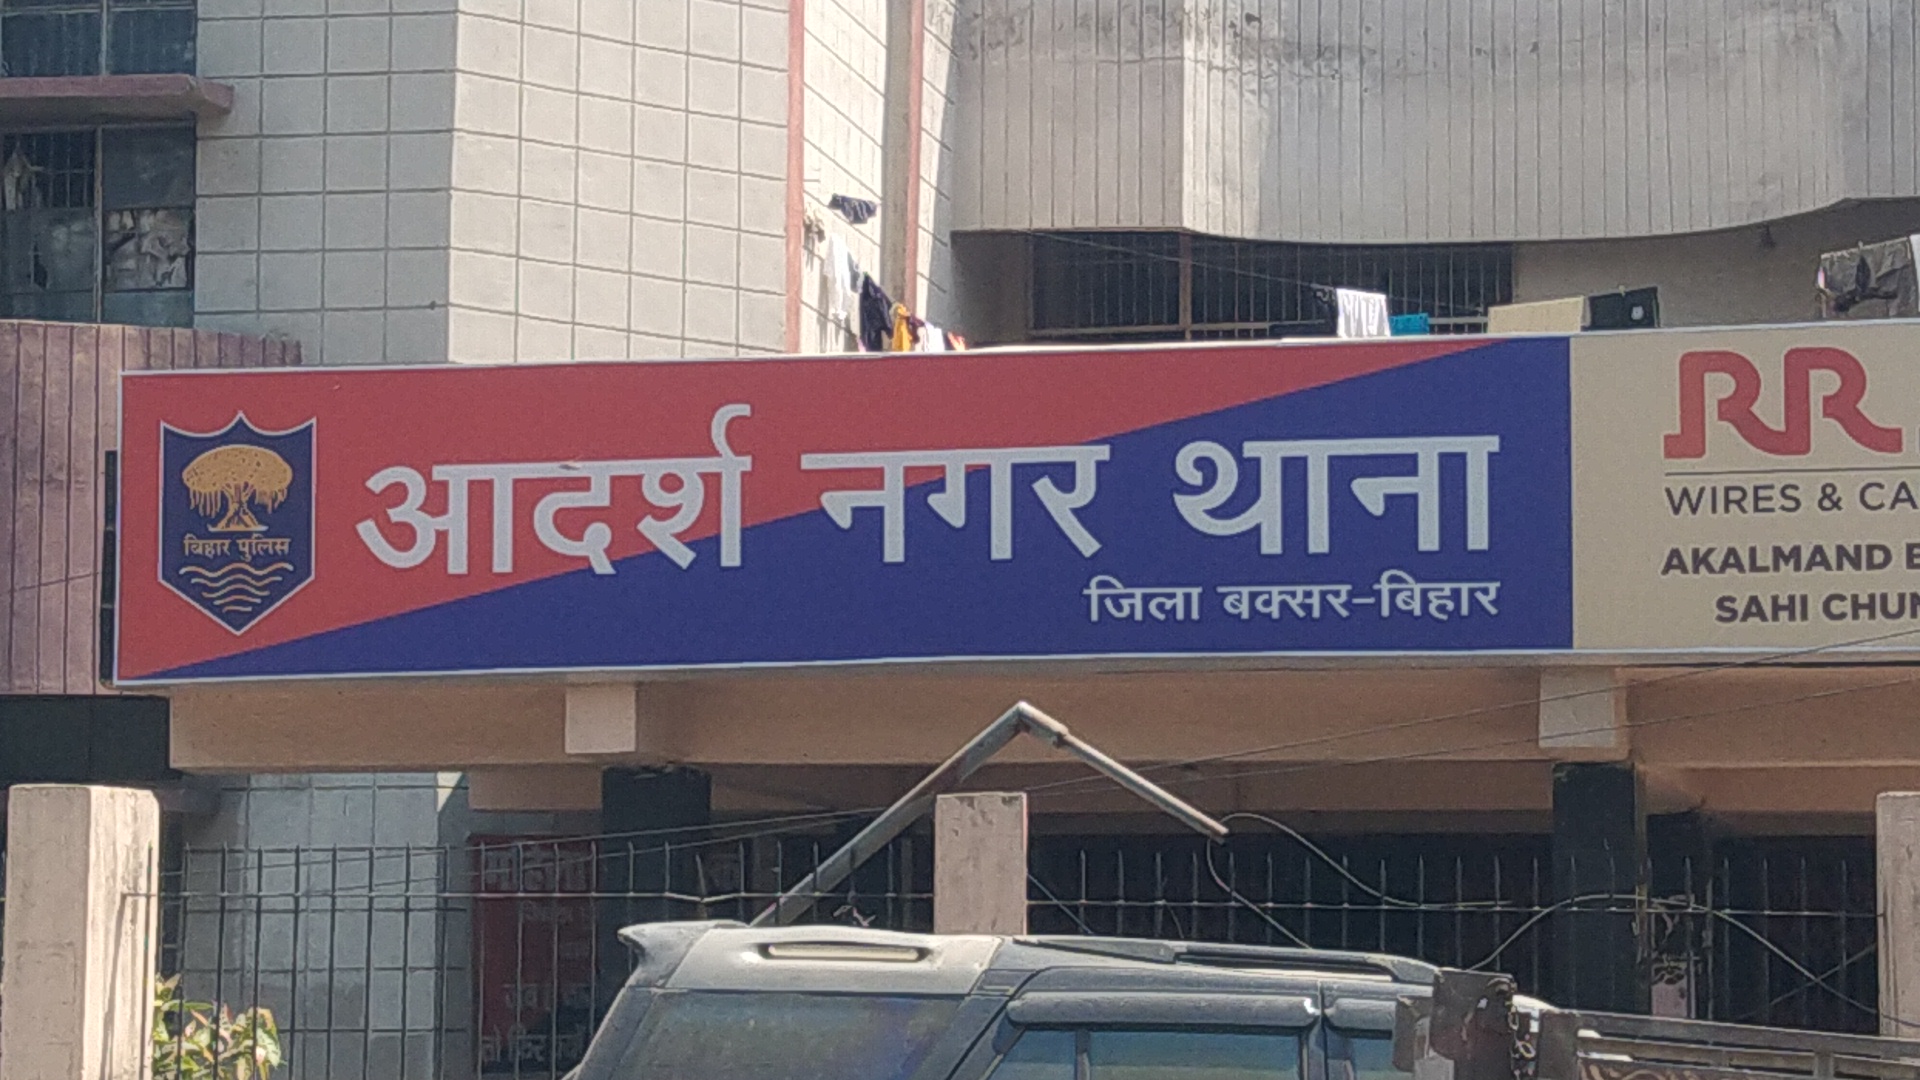 बिहार पुलिस
आदर्श नगर थाना
जिला बक्सर-बिहार
RR
WIRES & CA
AKALMAND
SAHI CHUN